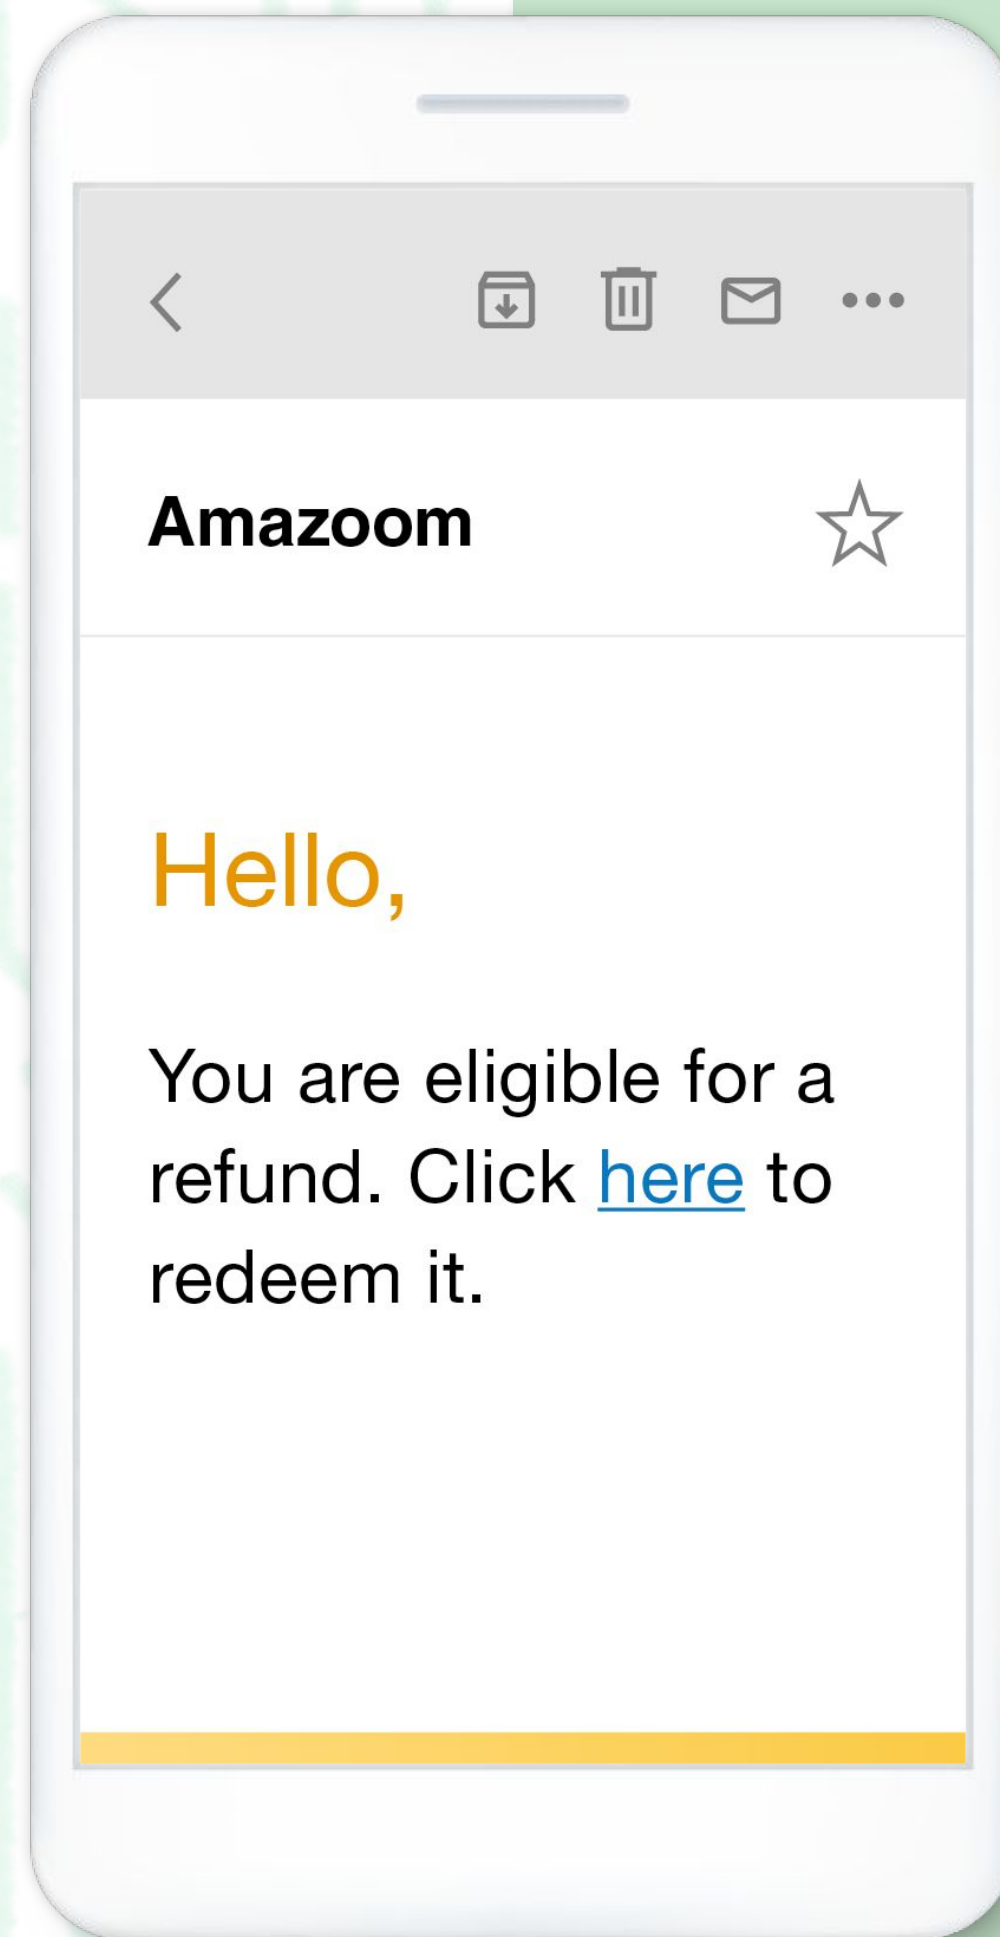 Amazoom
Hello,
You are eligible for a
refund. Click here to
redeem it.